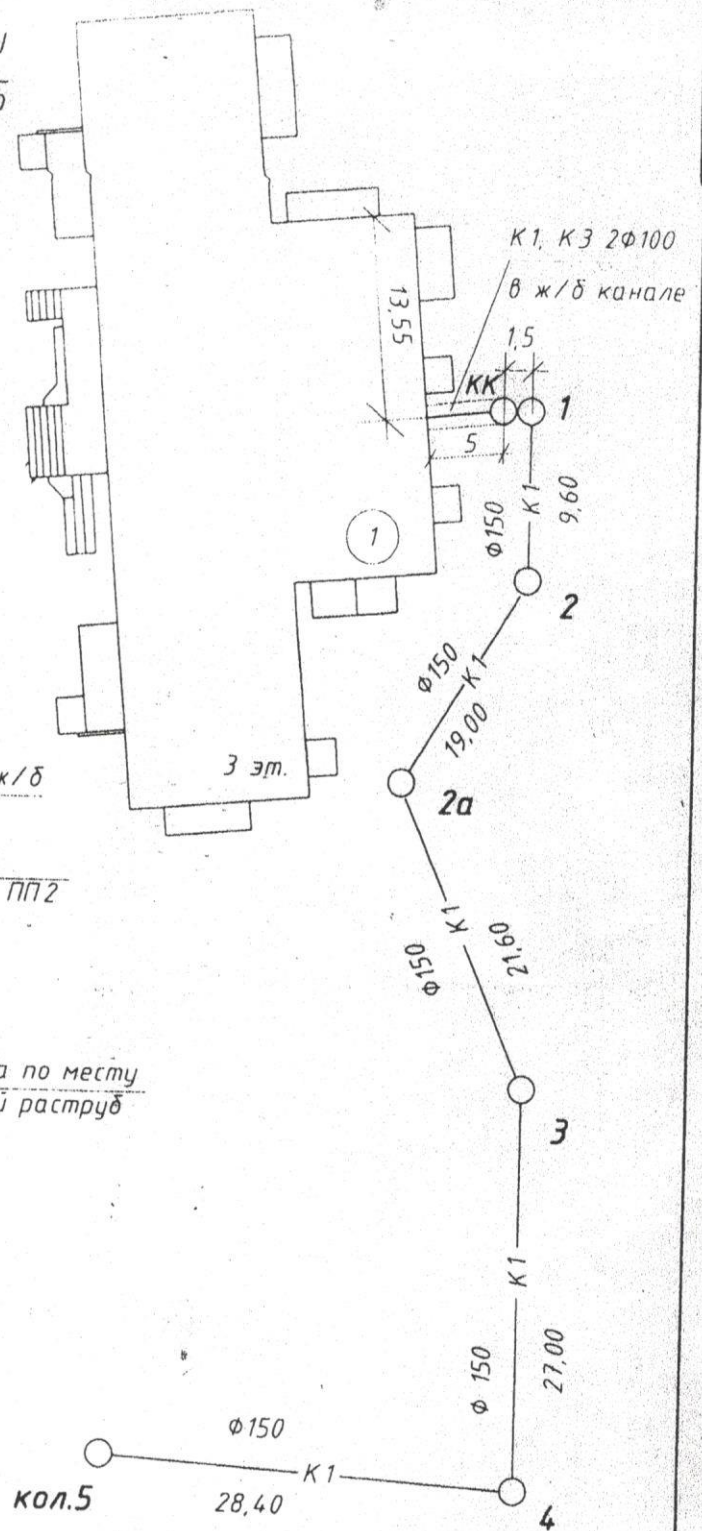 К1, К3 2Ф100
в ж/б канале
13,55
1,5
КК
1
5
Ф150
К1
9,60
1
2
Ф150
К1
19,00
3 эт.
2а
ж/б
ПП2
К1
Ф150
21,60
а по месту
й раструб
3
К1
Ф 150
27,00
Ф150
К1
кол.5
28,40
4